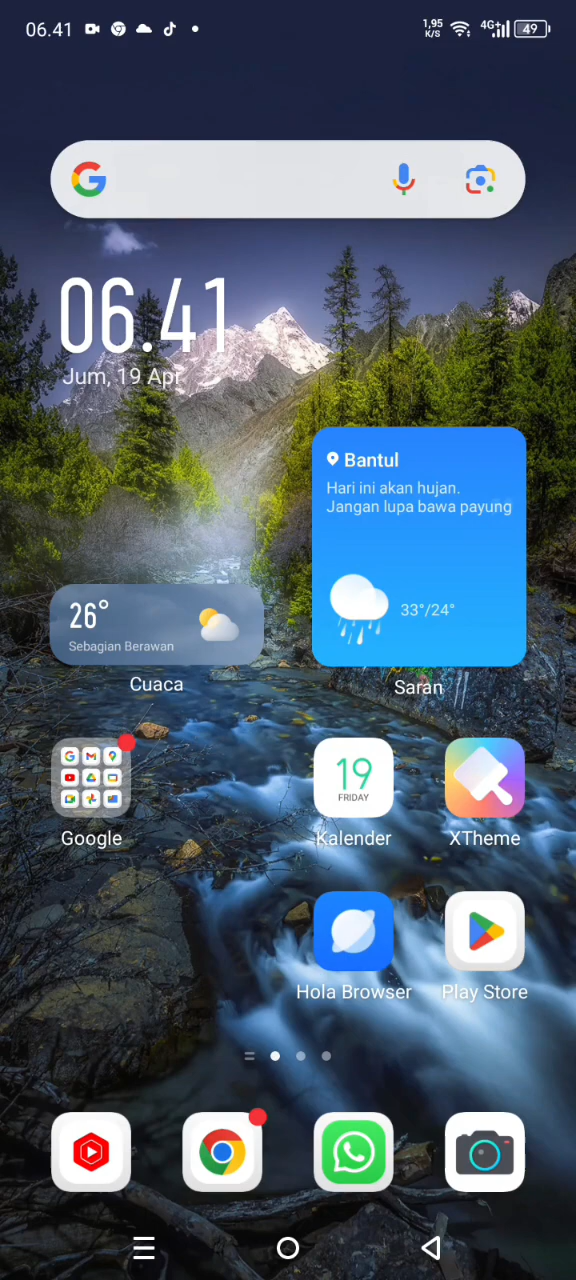 06.41
1,95
K/S
4G+
49
06.41
Jum, 19 Apr
Bantul
Hari ini akan hujan.
Jangan lupa bawa payung
33°/24°
26°
Sebagian Berawan
Cuaca
Saran
19
FRIDAY
Google
Kalender
XTheme
Hola Browser
Play Store